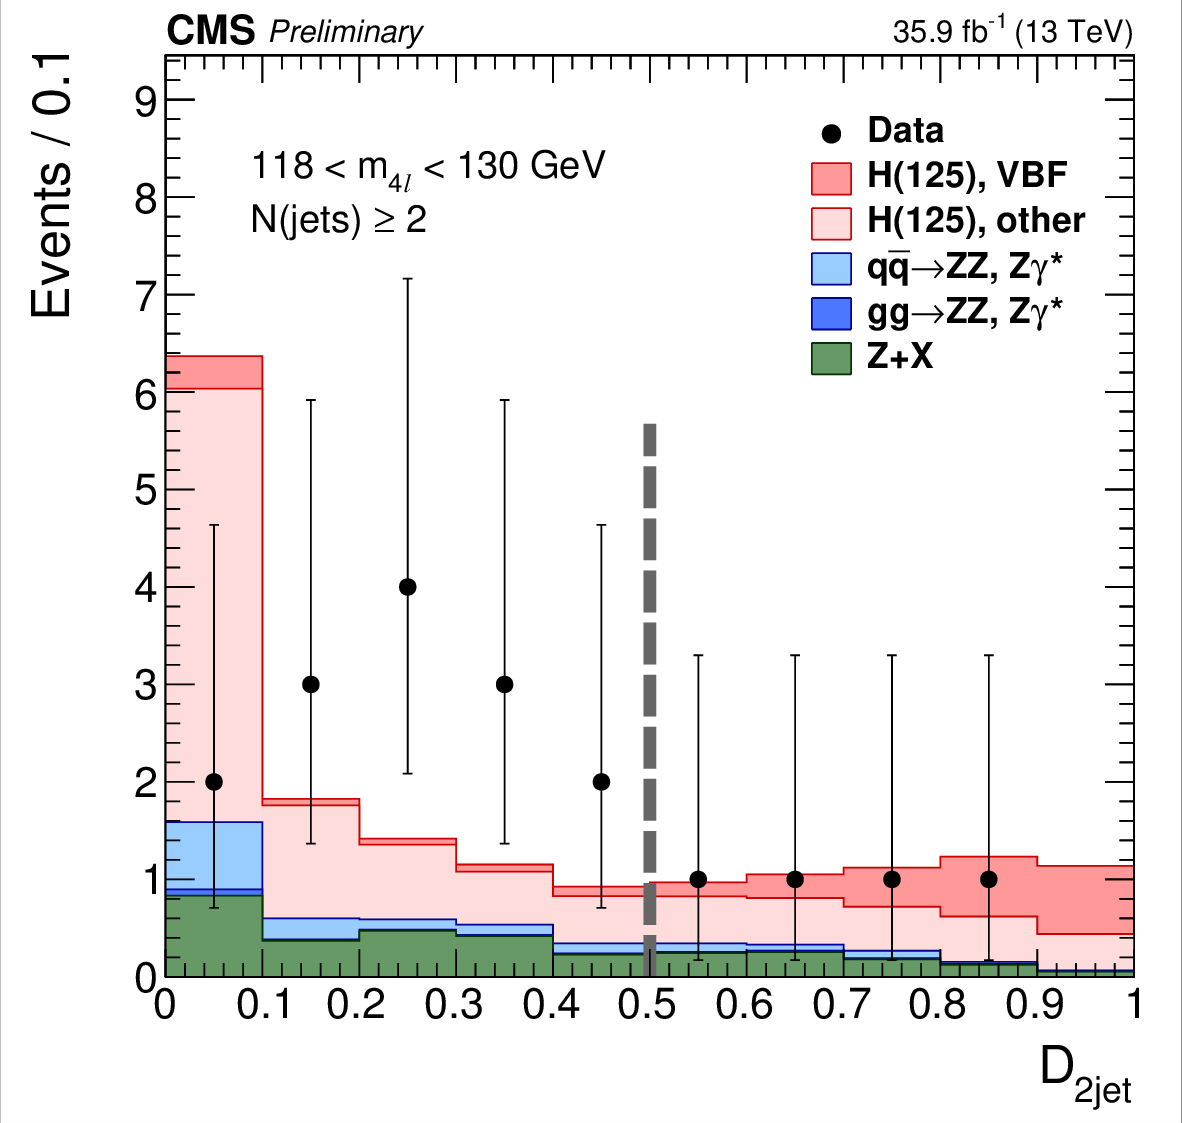 CMS Preliminary 35.9 fb⁻¹ (13 TeV)
Events / 0.1
118 < m₄ₗ < 130 GeV
N(jets) ≥ 2
Data
H(125), VBF
H(125), other
qq̅→ZZ, Zγ*
gg→ZZ, Zγ*
Z+X
9
8
7
6
5
4
3
2
1
0
0 0.1 0.2 0.3 0.4 0.5 0.6 0.7 0.8 0.9 1
D2jet